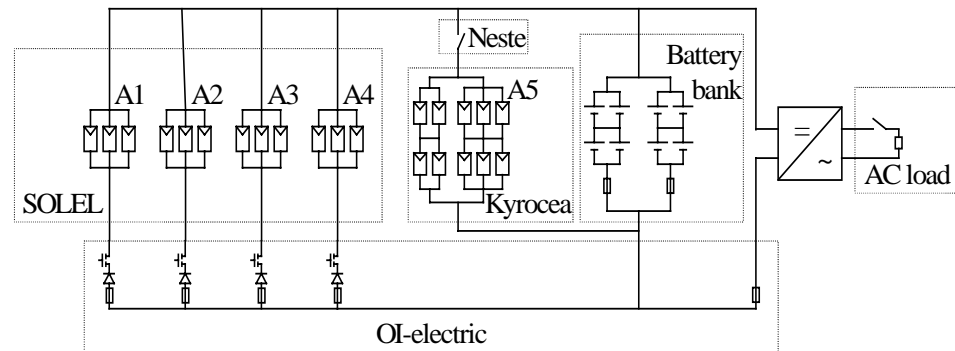 Neste
Battery
bank
A1
A2
A3
A4
A5
=
~
SOLEL
Kyrocea
AC load
OI-electric